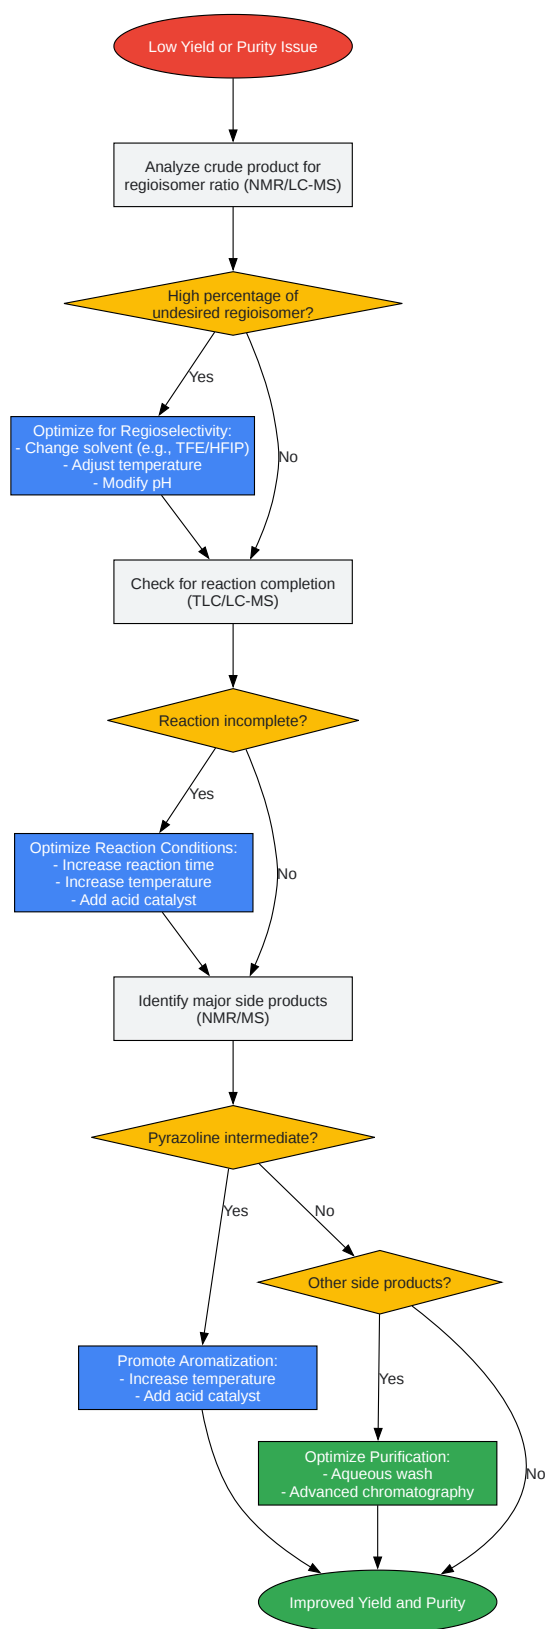 Low Yield or Purity Issue
Analyze crude product for
regioisomer ratio (NMR/LC-MS)
High percentage of
undesired regioisomer?
Yes
Optimize for Regioselectivity:
- Change solvent (e.g., TFE/HFIP)
- Adjust temperature
- Modify pH
No
Check for reaction completion
(TLC/LC-MS)
Reaction incomplete?
Yes
Optimize Reaction Conditions:
- Increase reaction time
- Increase temperature
- Add acid catalyst
No
Identify major side products
(NMR/MS)
Pyrazoline intermediate?
Yes
No
Other side products?
Promote Aromatization:
- Increase temperature
- Add acid catalyst
Yes
Optimize Purification:
- Aqueous wash
- Advanced chromatography
No
Improved Yield and Purity